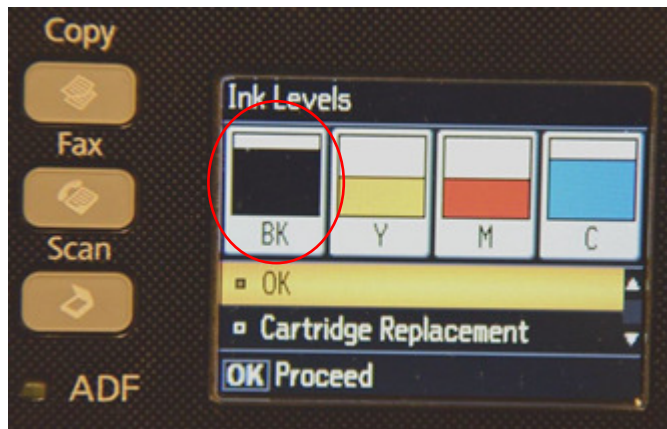 Copy
Fax
Scan
ADF
Ink Levels
BK Y M C
OK
Cartridge Replacement
OK Proceed